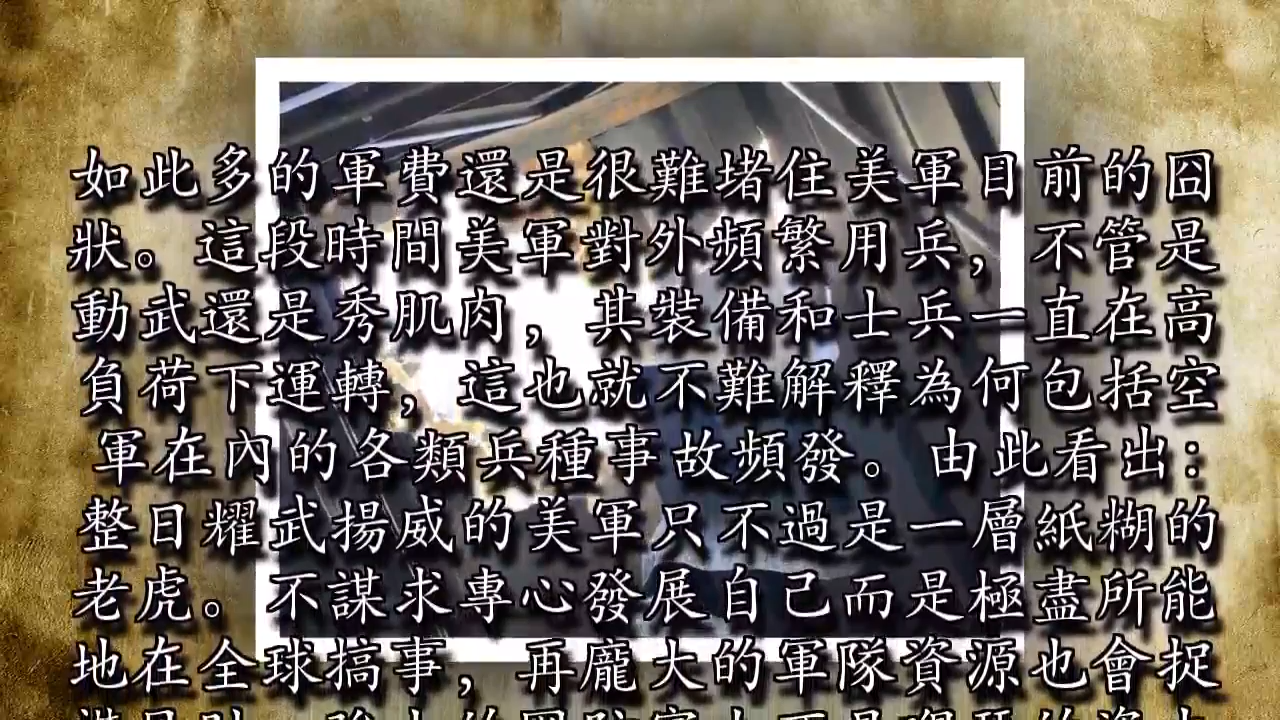 如此多的軍費還是很難堵住美軍目前的囧
狀。這段時間美軍對外頻繁用兵，不管是
動武還是秀肌肉，其裝備和士兵一直在高
負荷下運轉，這也就不難解釋為何包括空
軍在內的各類兵種事故頻發。由此看出：
整日耀武揚威的美軍只不過是一層紙糊的
老虎。不謀求專心發展自己而是極盡所能
地在全球搞事，再龐大的軍隊資源也會捉